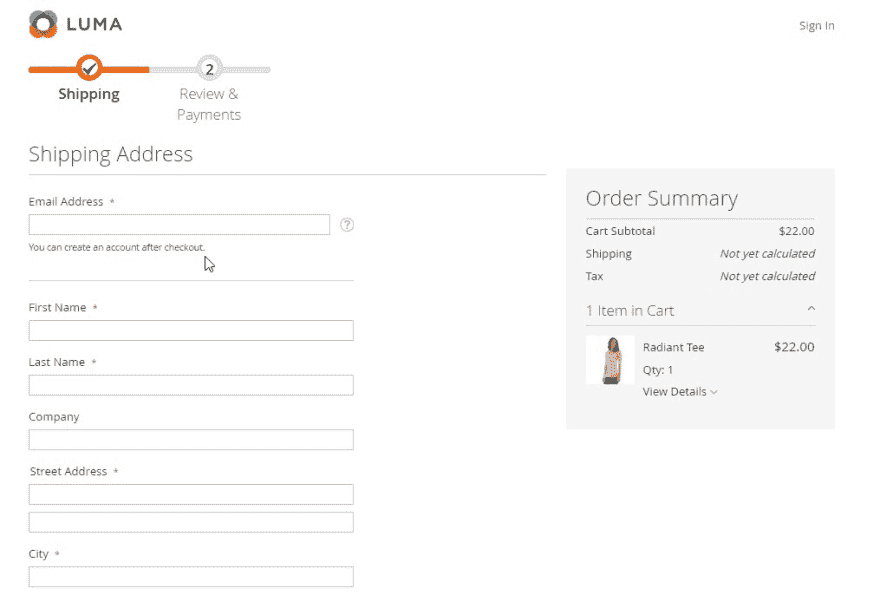 LUMA
Sign In
2
Shipping
Review &
Payments
Shipping Address
Email Address *
?
You can create an account after checkout.
First Name *
Last Name *
Company
Street Address *
City *
Order Summary
Cart Subtotal $22.00
Shipping Not yet calculated
Tax Not yet calculated
1 Item in Cart
Radiant Tee $22.00
Qty: 1
View Details